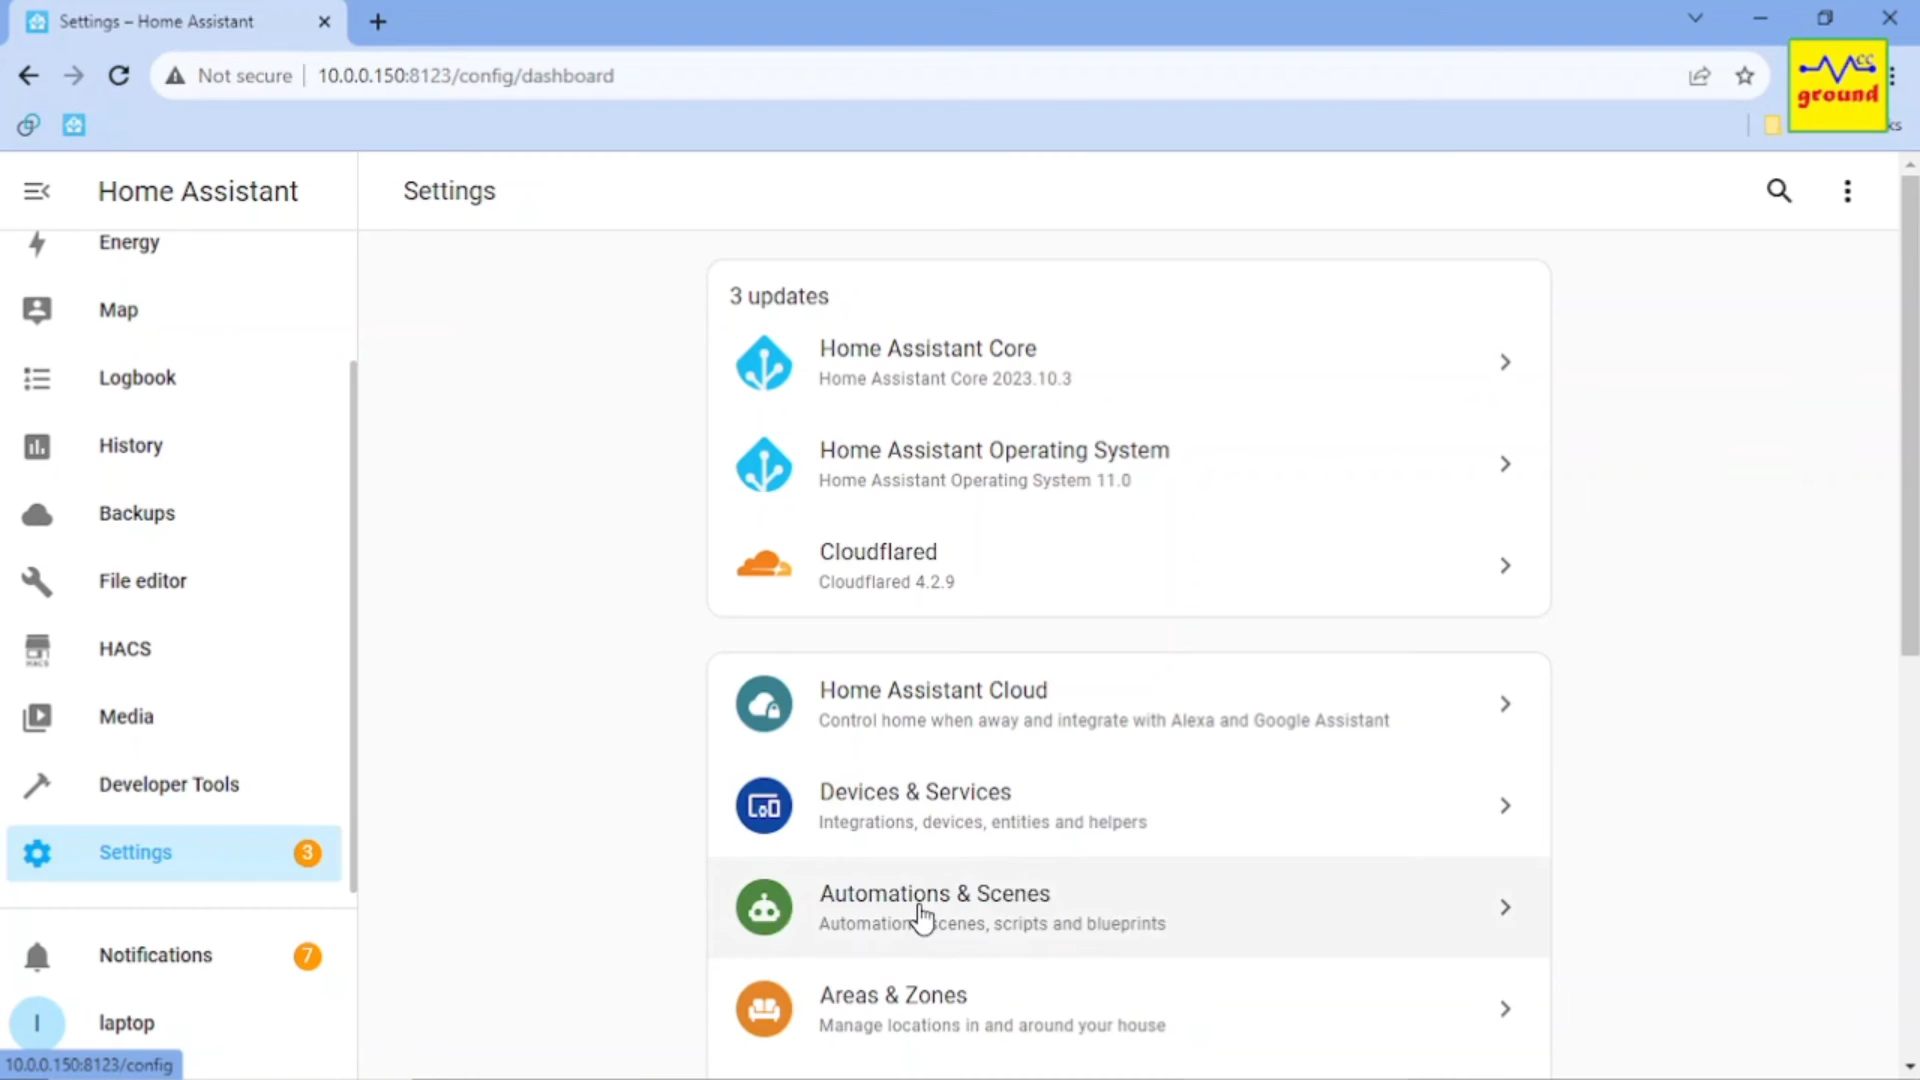 Settings – Home Assistant
Not secure
10.0.0.150:8123/config/dashboard
cc
ground
ks
Home Assistant
Settings
Energy
Map
Logbook
History
Backups
File editor
HACS
HACS
Media
Developer Tools
Settings
3
Notifications
7
l
laptop
10.0.0.150:8123/config
3 updates
Home Assistant Core
Home Assistant Core 2023.10.3
Home Assistant Operating System
Home Assistant Operating System 11.0
Cloudflared
Cloudflared 4.2.9
Home Assistant Cloud
Control home when away and integrate with Alexa and Google Assistant
Devices & Services
Integrations, devices, entities and helpers
Automations & Scenes
Automation scenes, scripts and blueprints
Areas & Zones
Manage locations in and around your house